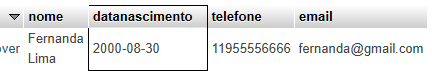 nome datanascimento telefone email
over Fernanda Lima 2000-08-30 11955556666 fernanda@gmail.com